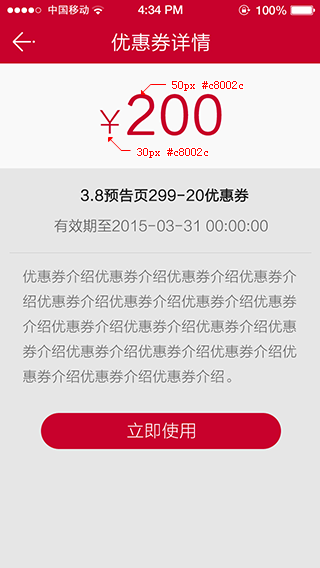 中国移动 4:34 PM 100%
优惠券详情
50px #c8002c
¥200
30px #c8002c
3.8预告页299-20优惠券
有效期至2015-03-31 00:00:00
优惠券介绍优惠券介绍优惠券介绍优惠券介
绍优惠券介绍优惠券介绍优惠券介绍优惠券
介绍优惠券介绍优惠券介绍优惠券介绍优惠
券介绍优惠券介绍优惠券介绍优惠券介绍优
惠券介绍优惠券介绍优惠券介绍。
立即使用